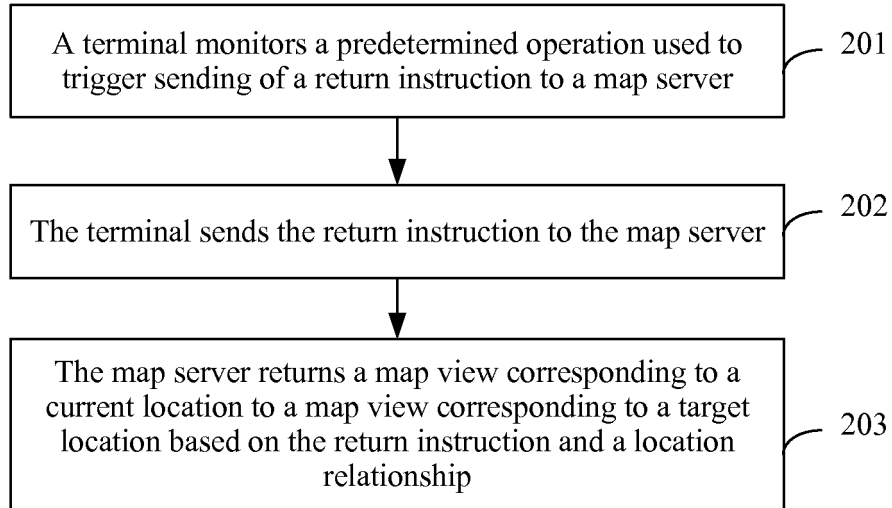 A terminal monitors a predetermined operation used to
trigger sending of a return instruction to a map server
201
The terminal sends the return instruction to the map server
202
The map server returns a map view corresponding to a
current location to a map view corresponding to a target
location based on the return instruction and a location
relationship
203